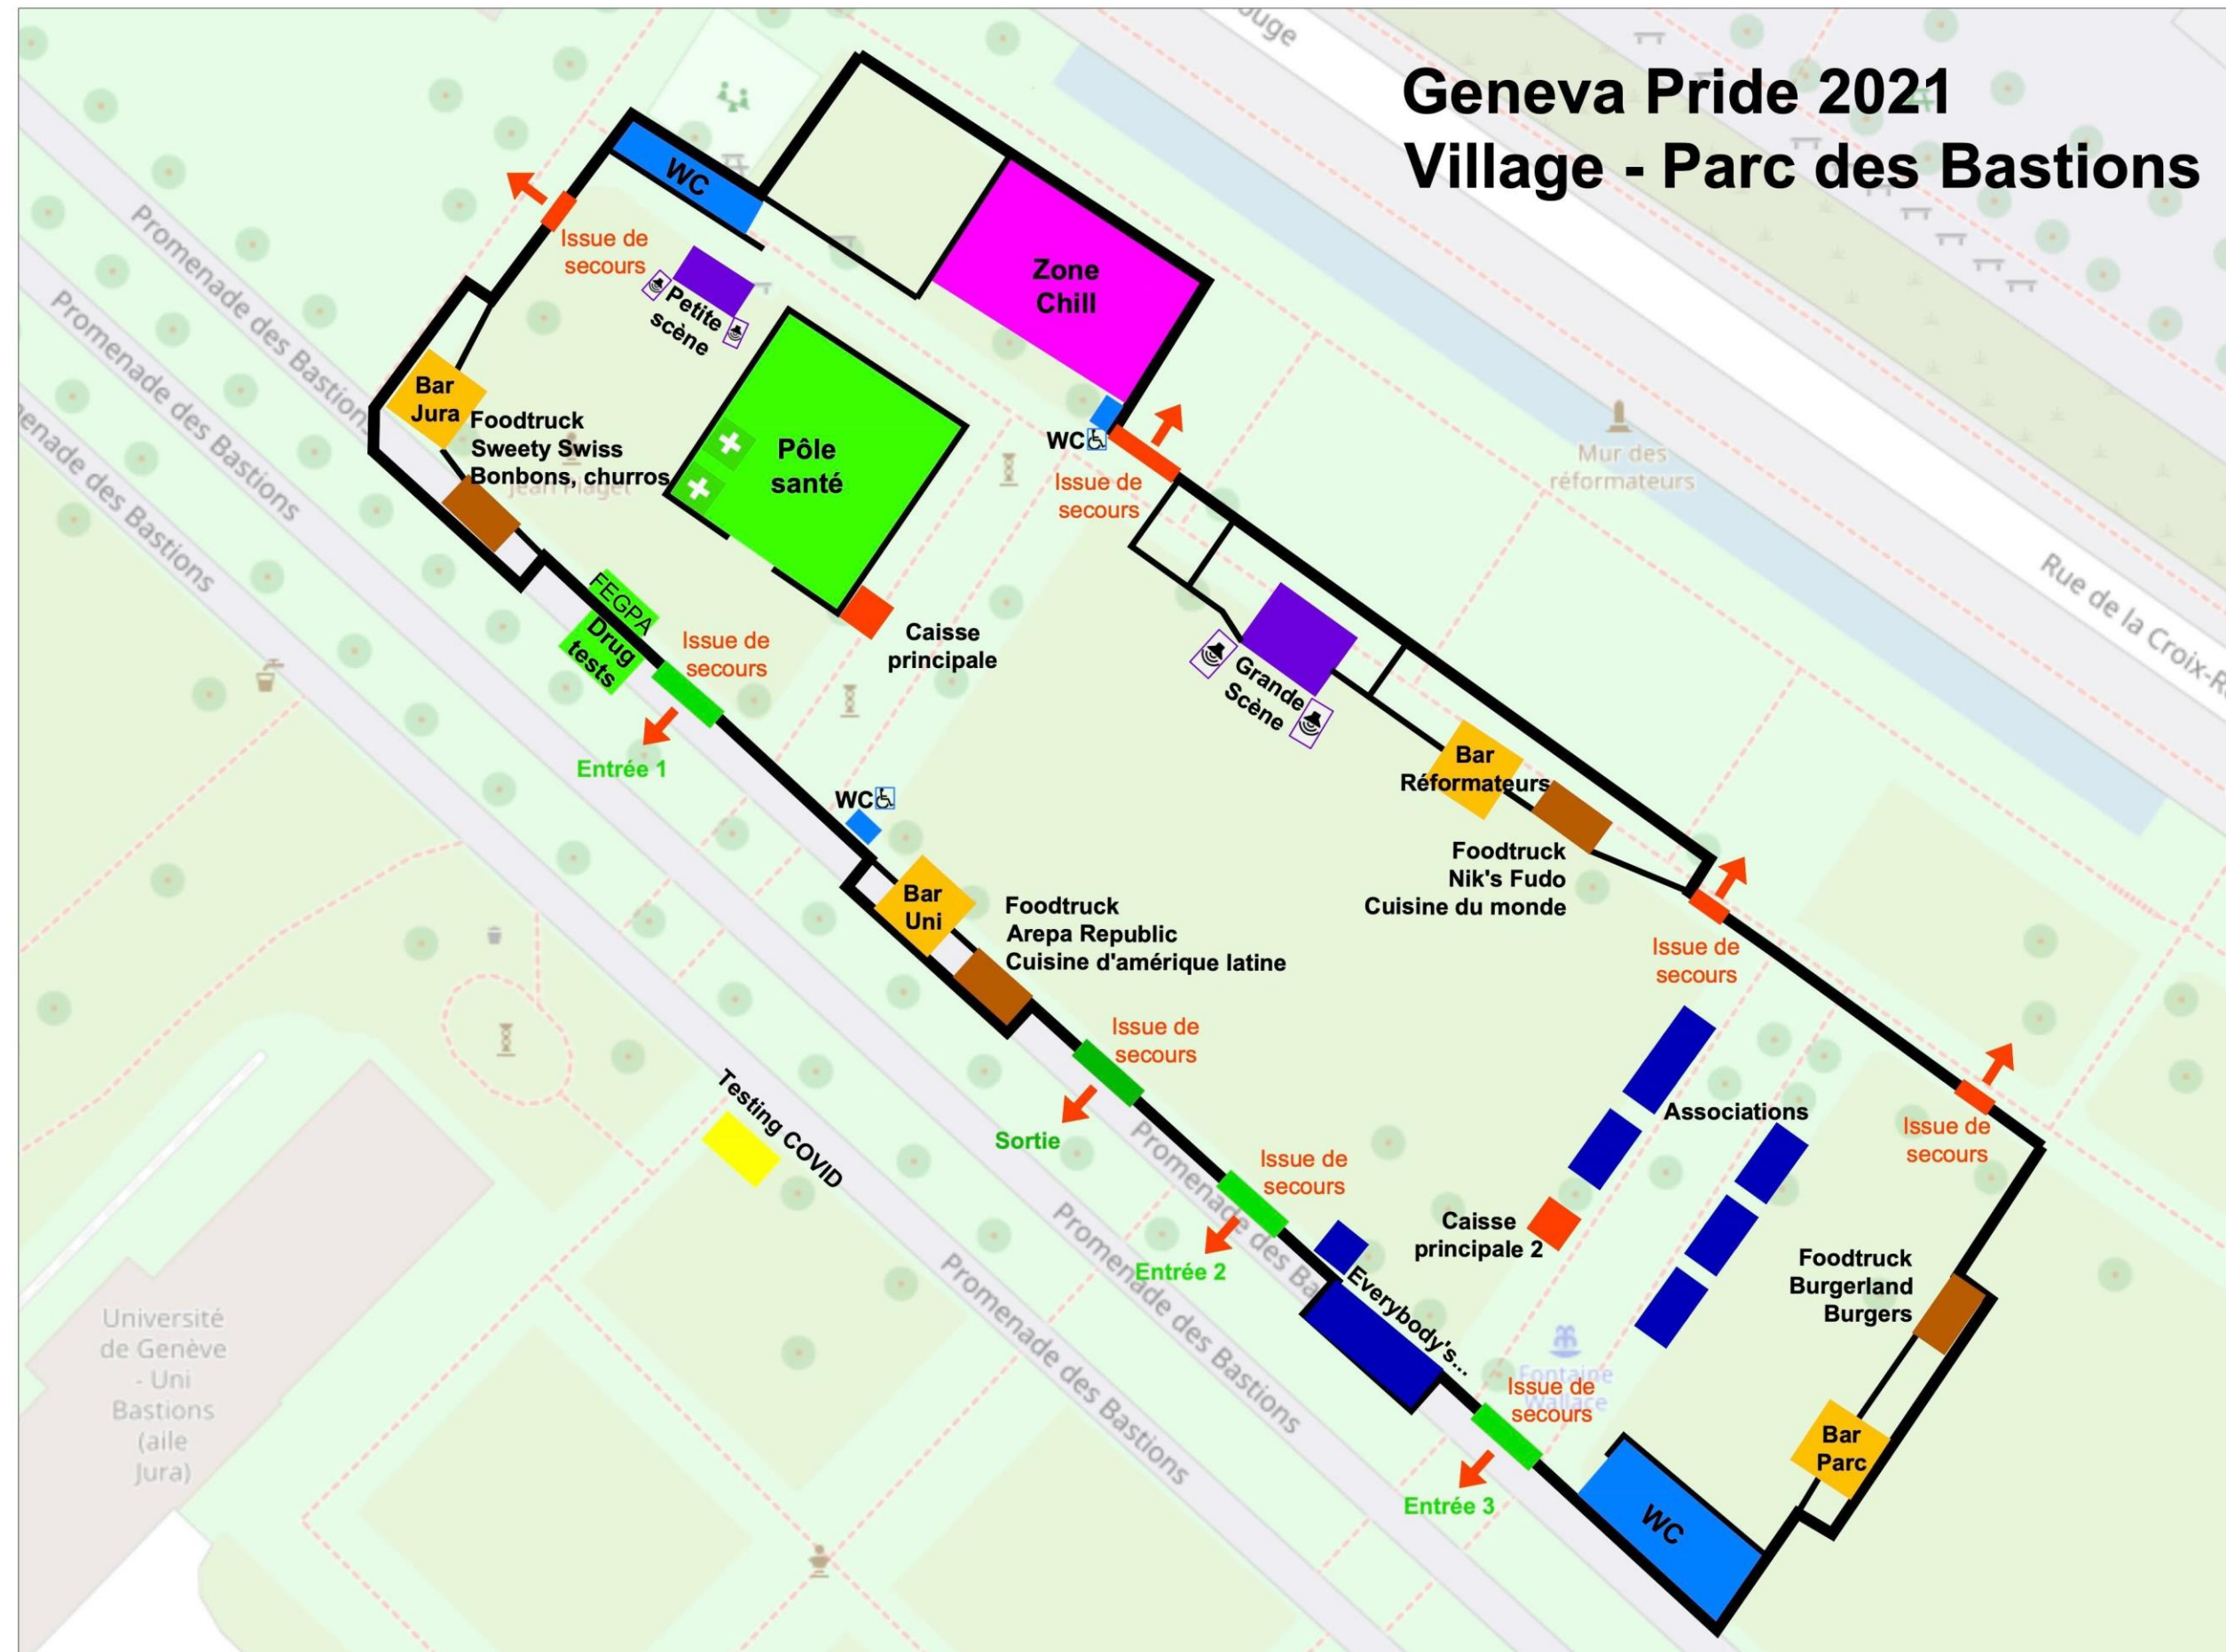 Geneva Pride 2021
Village - Parc des Bastions
ouge
Rue de la Croix-R
WC
Issue de
secours
Petite
scène
Zone
Chill
Promenade des Bastions
Promenade des Bastions
enade des Bastions
Bar
Jura
Foodtruck
Sweety Swiss
Bonbons, churros
Jean Piaget
Pôle
santé
WC
Issue de
secours
Mur des
réformateurs
FEGPA
Drug
tests
Issue de
secours
Caisse
principale
Grande
Scène
Entrée 1
Bar
Réformateurs
WC
Foodtruck
Nik's Fudo
Cuisine du monde
Bar
Uni
Foodtruck
Arepa Republic
Cuisine d'amérique latine
Issue de
secours
Issue de
secours
Testing COVID
Sortie
Associations
Issue de
secours
Promenade des Ba
Issue de
secours
Entrée 2
Caisse
principale 2
Promenade des Bastions
Promenade des Bastions
Everybody's...
Foodtruck
Burgerland
Burgers
Université
de Genève
- Uni
Bastions
(aile
Jura)
Fontaine
Wallace
Issue de
secours
Bar
Parc
Entrée 3
WC